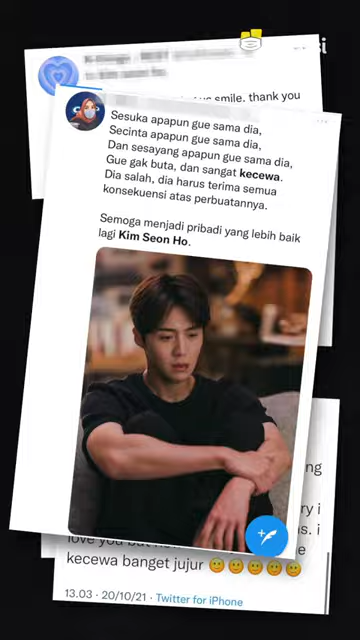 smile. thank you
Sesuka apapun gue sama dia,
Secinta apapun gue sama dia,
Dan sesayang apapun gue sama dia,
Gue gak buta, dan sangat kecewa.
Dia salah, dia harus terima semua
konsekuensi atas perbuatannya.
Semoga menjadi pribadi yang lebih baik
lagi Kim Seon Ho.
ng
ry i
s. i
love you but
e
kecewa banget jujur 🥲🥲🥲🥲🥲
13.03 · 20/10/21 · Twitter for iPhone